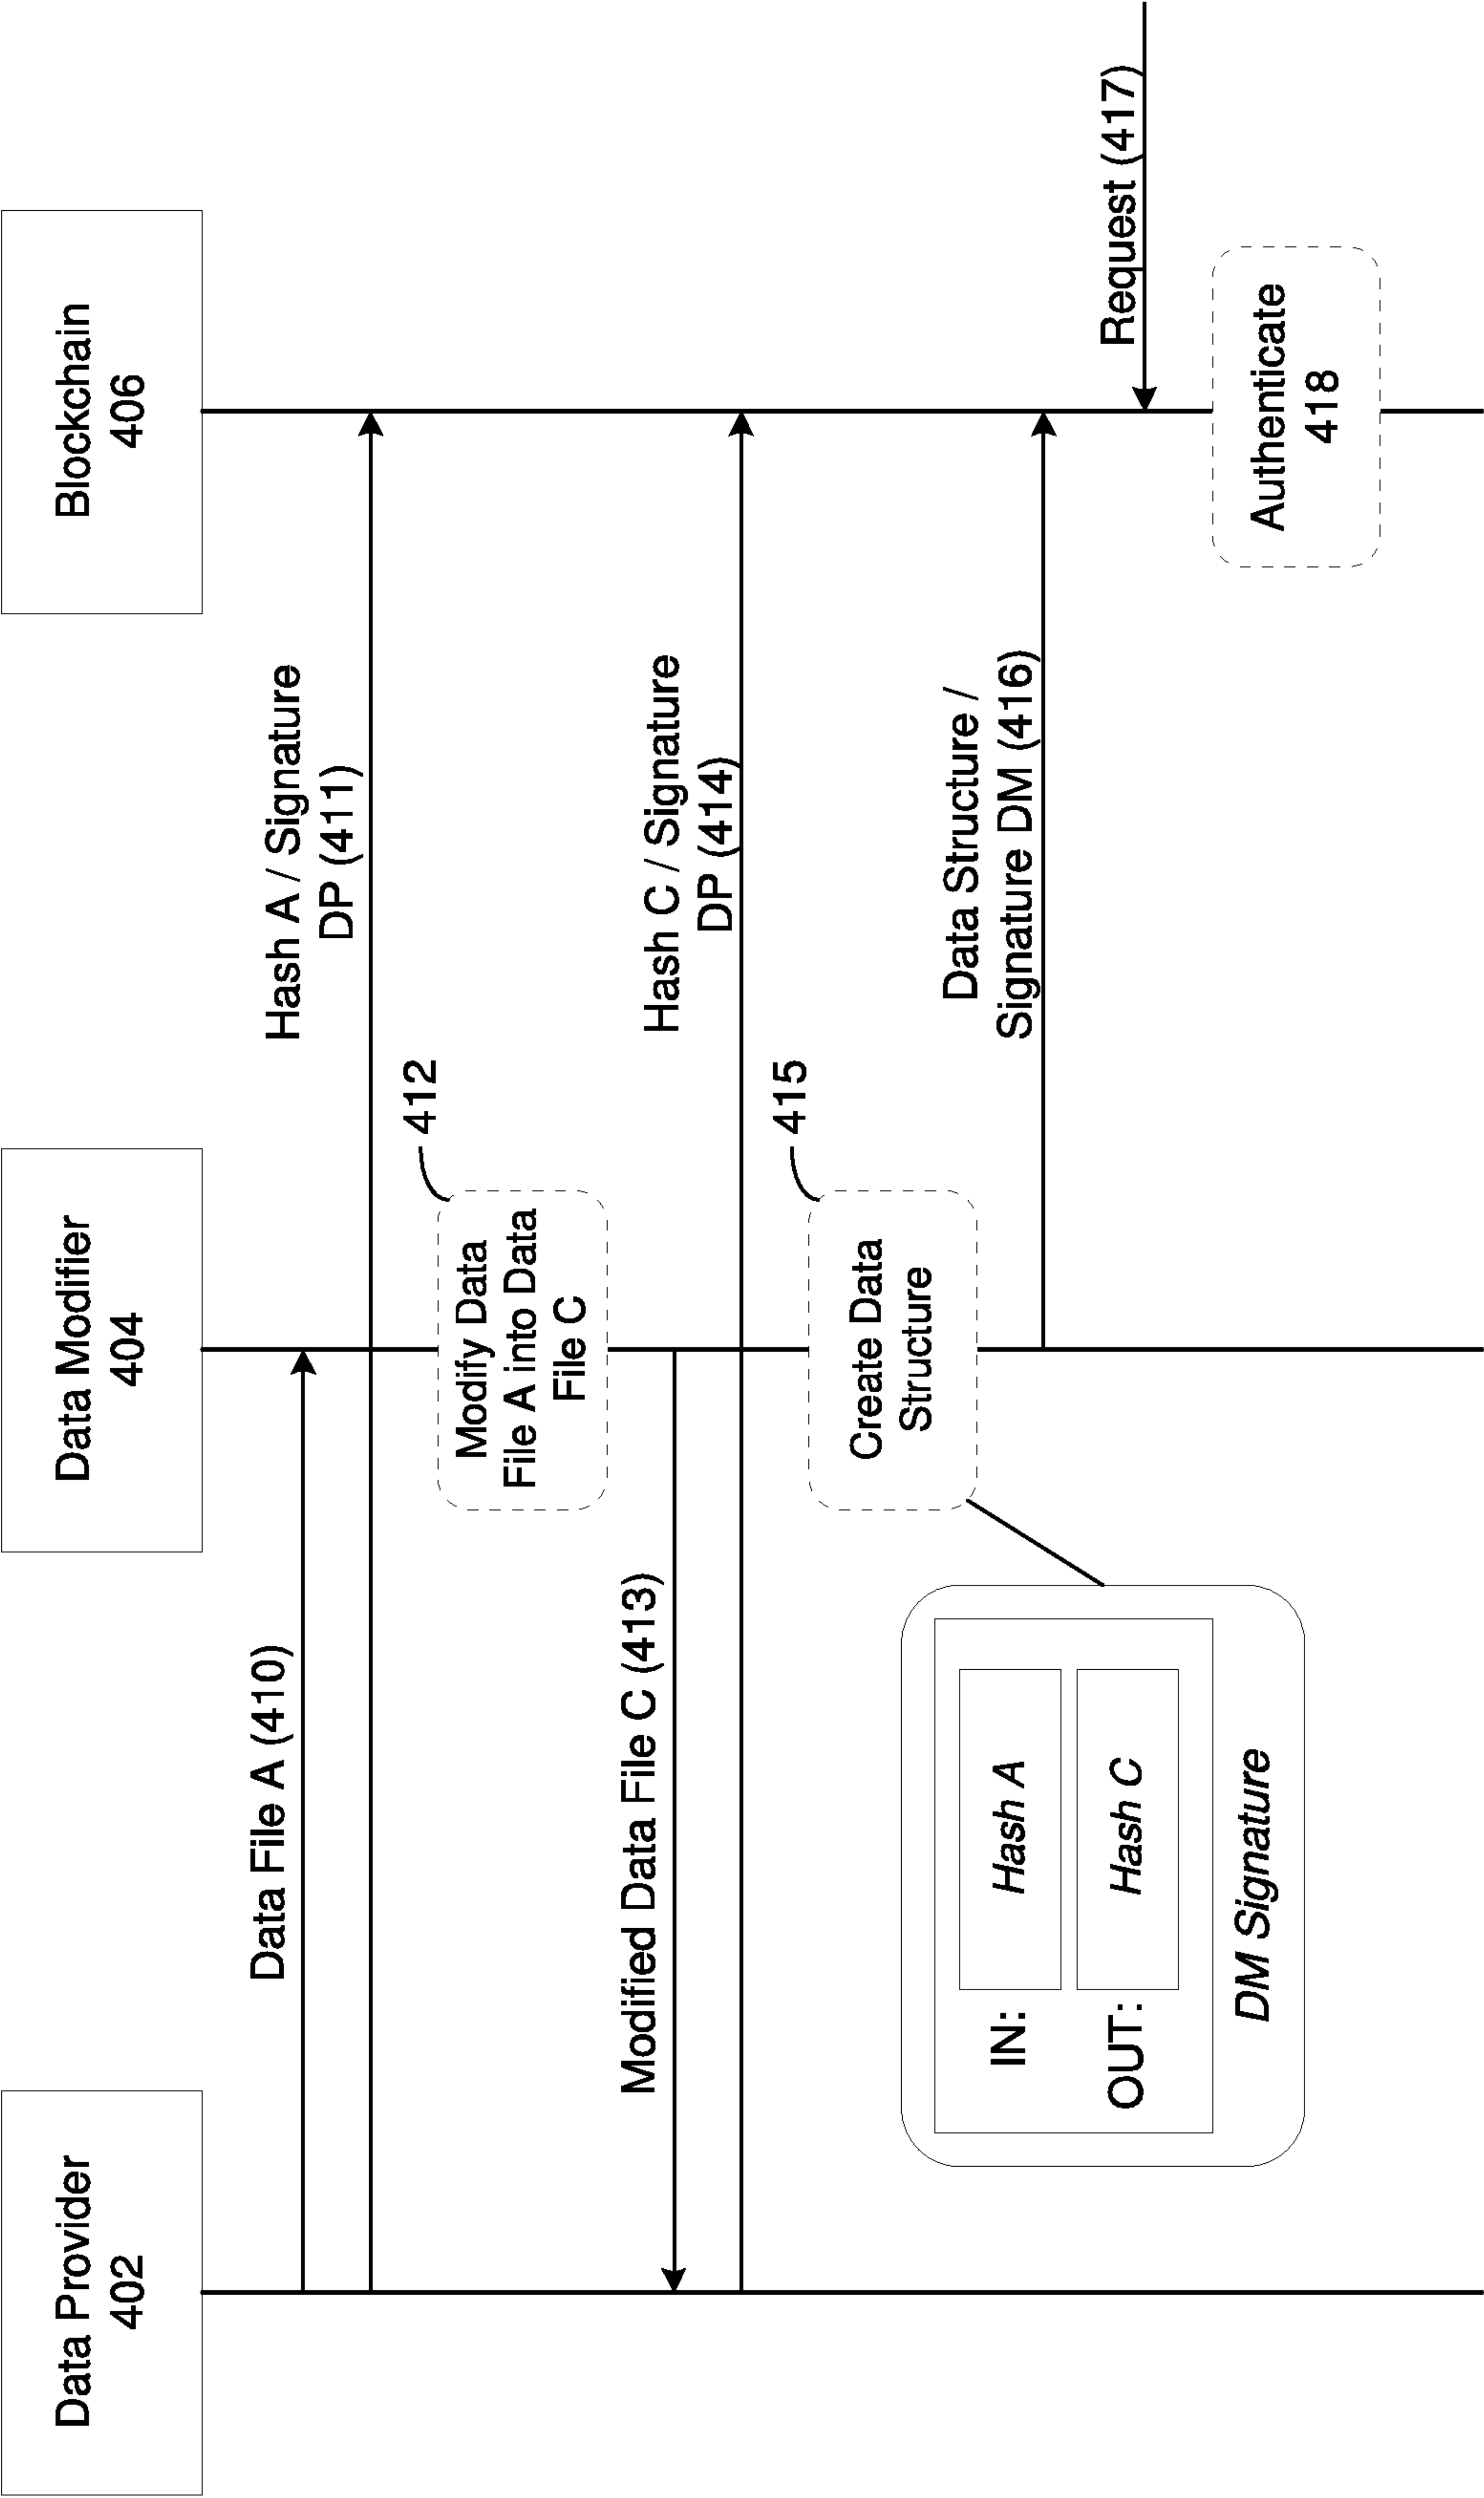 Data Provider
402
Data Modifier
404
Blockchain
406
Data File A (410)
Hash A / Signature
DP (411)
412
Modify Data
File A into Data
File C
Modified Data File C (413)
Hash C / Signature
DP (414)
415
Create Data
Structure
IN:
Hash A
OUT:
Hash C
DM Signature
Data Structure /
Signature DM (416)
Request (417)
Authenticate
418